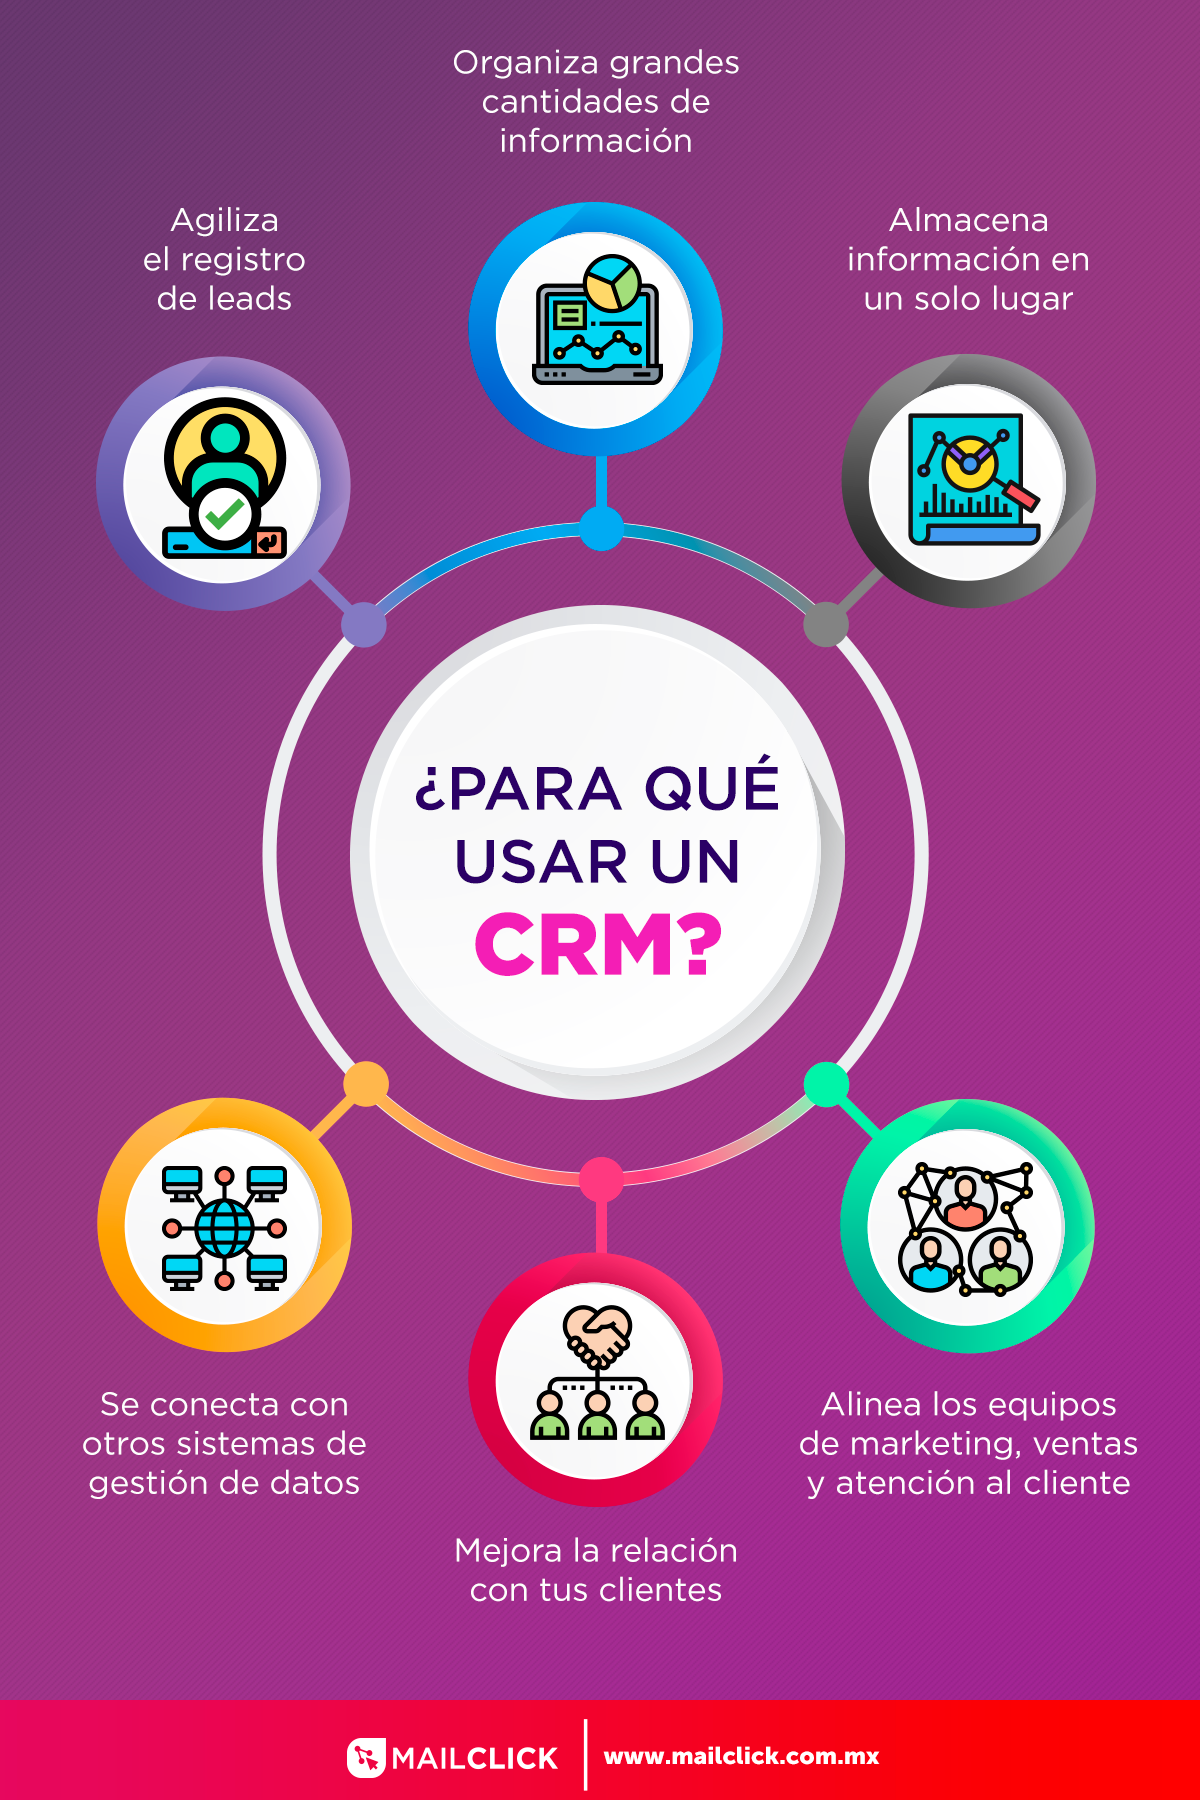 Organiza grandes
cantidades de
información
Agiliza
el registro
de leads
Almacena
información en
un solo lugar
¿PARA QUÉ
USAR UN
CRM?
Se conecta con
otros sistemas de
gestión de datos
Mejora la relación
con tus clientes
Alinea los equipos
de marketing, ventas
y atención al cliente
MAILCLICK
www.mailclick.com.mx